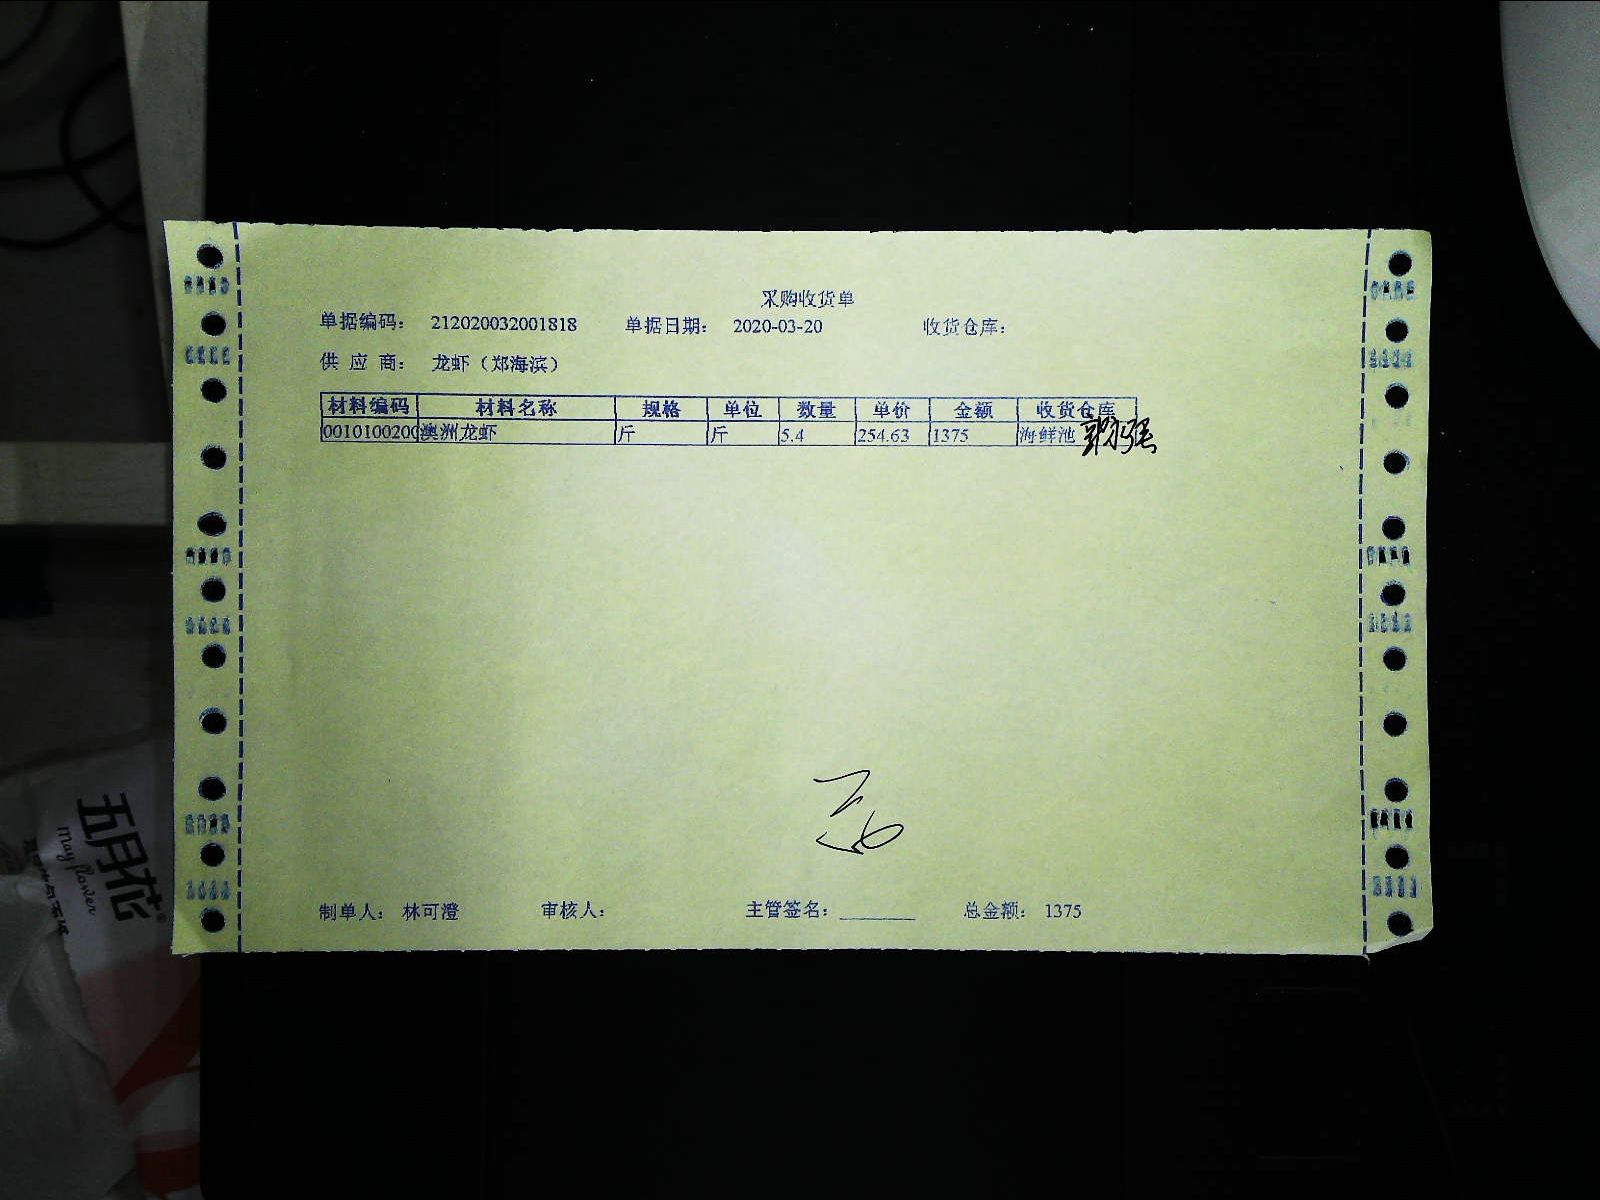 采购收货单
单据编码： 212020032001818 单据日期： 2020-03-20 收货仓库：
供 应 商： 龙虾（郑海滨）
材料编码 材料名称 规格 单位 数量 单价 金额 收货仓库
0010100200 澳洲龙虾 斤 斤 5.4 254.63 1375 海鲜池
制单人： 林可澄 审核人： 主管签名：________ 总金额： 1375
五月花
May flower